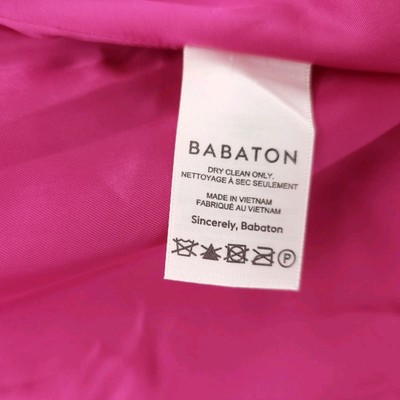 BABATON
DRY CLEAN ONLY.
NETTOYAGE À SEC SEULEMENT
MADE IN VIETNAM
FABRIQUÉ AU VIETNAM
Sincerely, Babaton
P